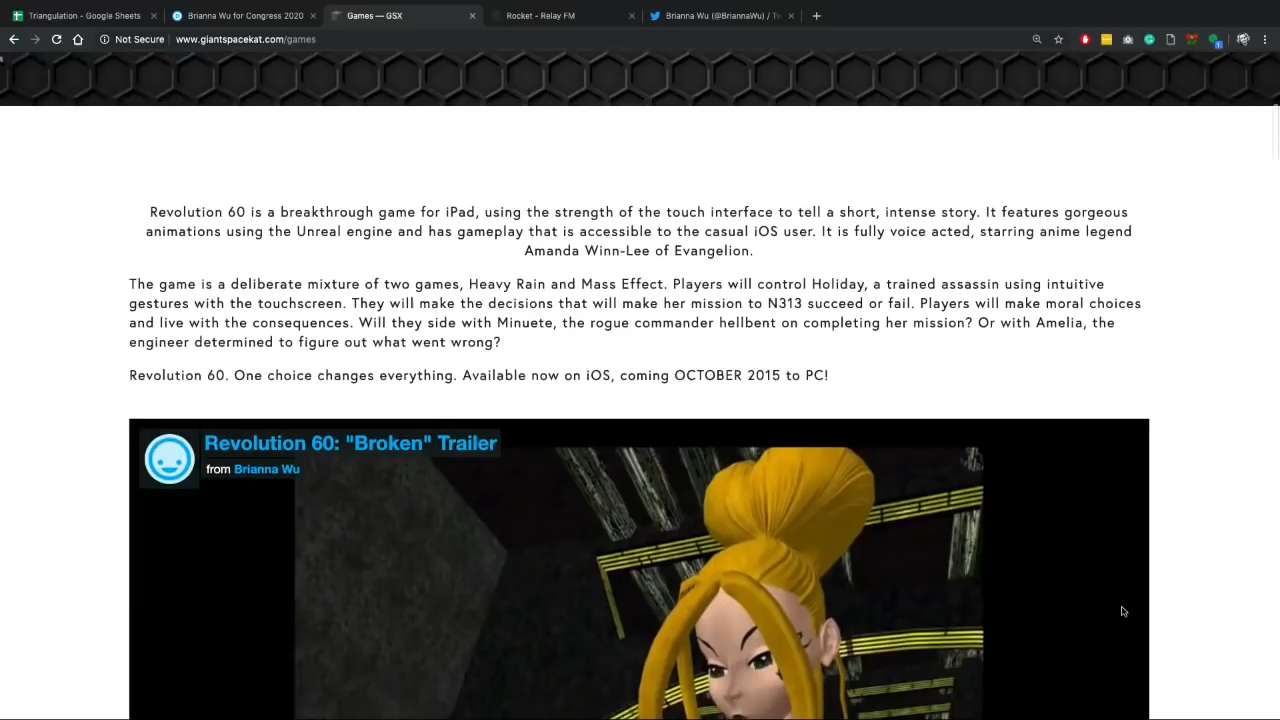 Triangulation - Google Sheets
Brianna Wu for Congress 2020
Games — GSX
Rocket - Relay FM
Brianna Wu (@BriannaWu) / Tw
Not Secure
www.giantspacekat.com/games
Revolution 60 is a breakthrough game for iPad, using the strength of the touch interface to tell a short, intense story. It features gorgeous
animations using the Unreal engine and has gameplay that is accessible to the casual iOS user. It is fully voice acted, starring anime legend
Amanda Winn-Lee of Evangelion.
The game is a deliberate mixture of two games, Heavy Rain and Mass Effect. Players will control Holiday, a trained assassin using intuitive
gestures with the touchscreen. They will make the decisions that will make her mission to N313 succeed or fail. Players will make moral choices
and live with the consequences. Will they side with Minuete, the rogue commander hellbent on completing her mission? Or with Amelia, the
engineer determined to figure out what went wrong?
Revolution 60. One choice changes everything. Available now on iOS, coming OCTOBER 2015 to PC!
Revolution 60: "Broken" Trailer
from Brianna Wu